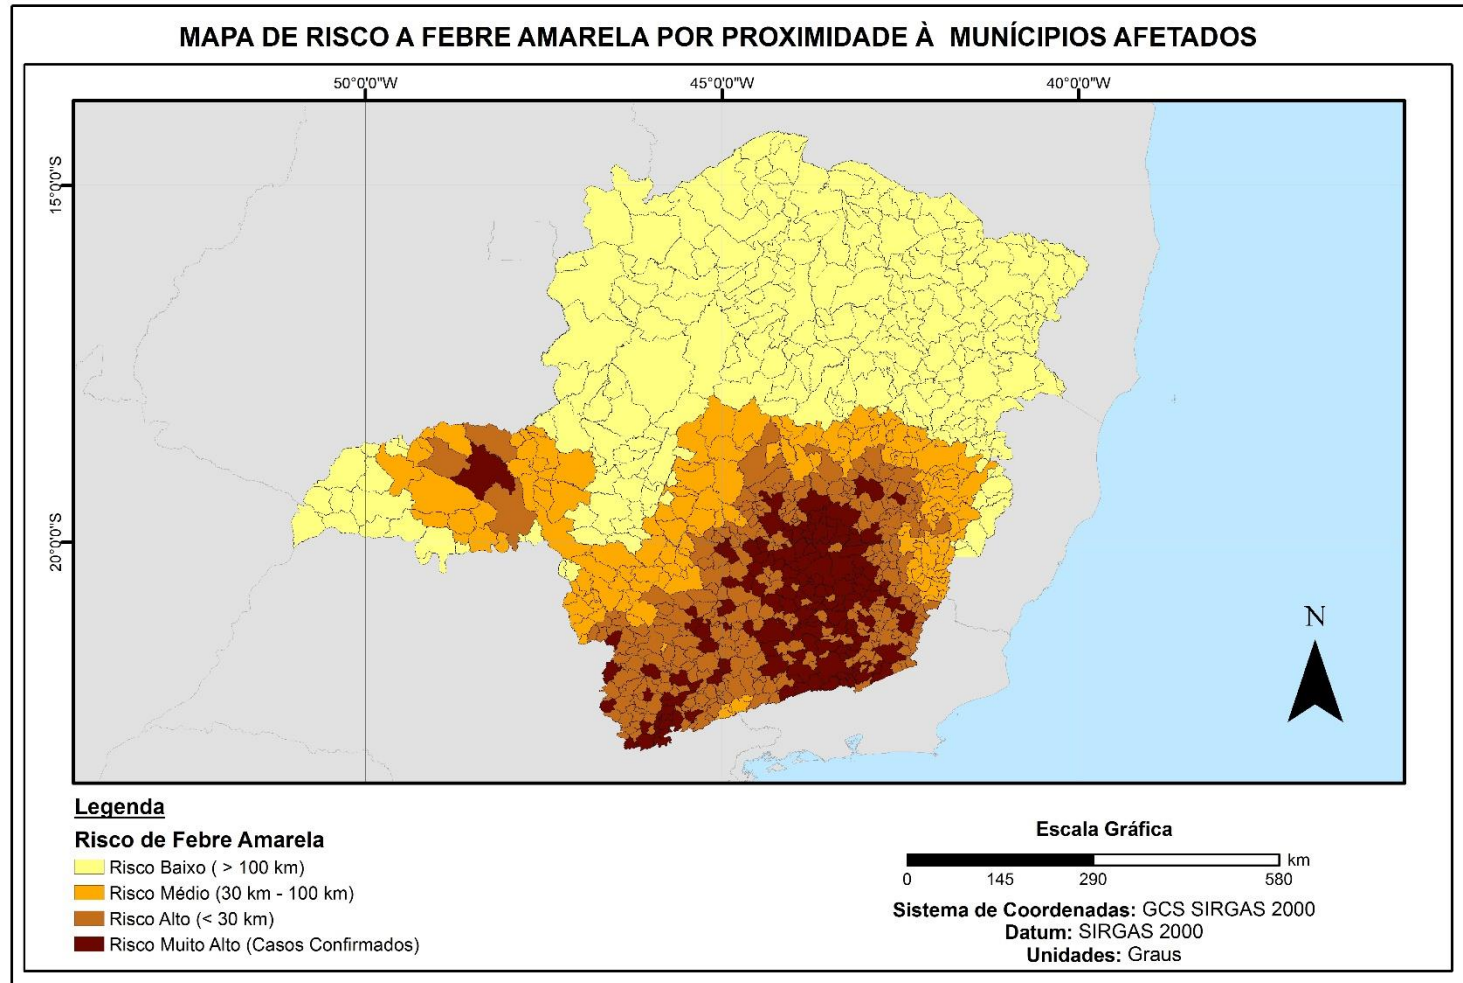 MAPA DE RISCO A FEBRE AMARELA POR PROXIMIDADE À MUNÍCIPIOS AFETADOS
50°0'0"W
45°0'0"W
40°0'0"W
15°0'0"S
20°0'0"S
N
Legenda
Risco de Febre Amarela
Risco Baixo ( > 100 km)
Risco Médio (30 km - 100 km)
Risco Alto (< 30 km)
Risco Muito Alto (Casos Confirmados)
Escala Gráfica
km
0 145 290 580
Sistema de Coordenadas: GCS SIRGAS 2000
Datum: SIRGAS 2000
Unidades: Graus